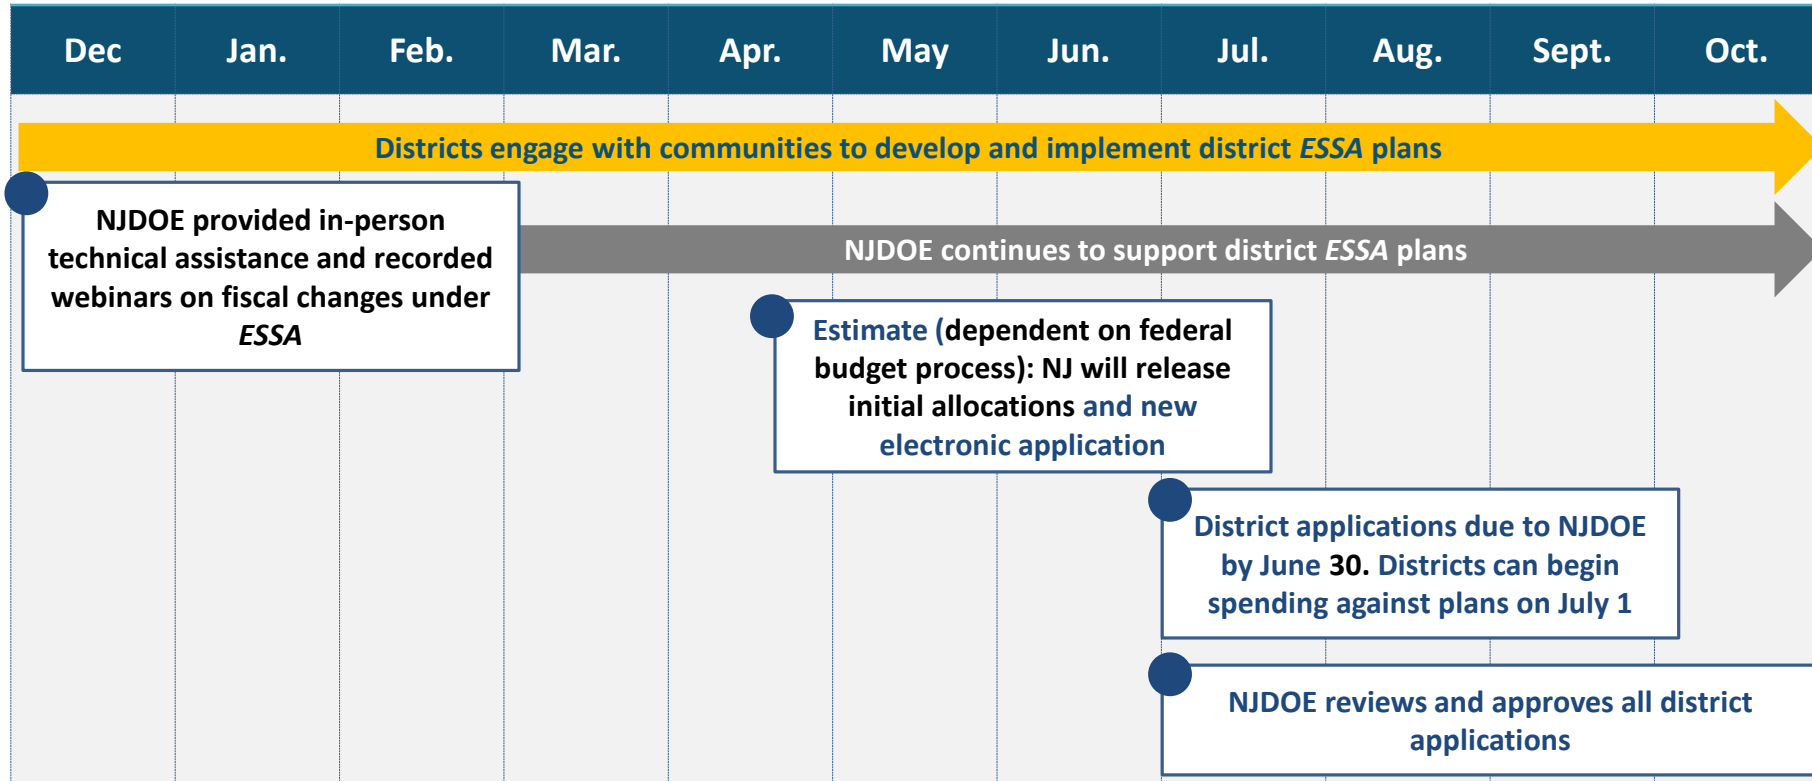 Dec Jan. Feb. Mar. Apr. May Jun. Jul. Aug. Sept. Oct.
Districts engage with communities to develop and implement district ESSA plans
NJDOE provided in-person
technical assistance and recorded
webinars on fiscal changes under
ESSA
NJDOE continues to support district ESSA plans
Estimate (dependent on federal
budget process): NJ will release
initial allocations and new
electronic application
District applications due to NJDOE
by June 30. Districts can begin
spending against plans on July 1
NJDOE reviews and approves all district
applications